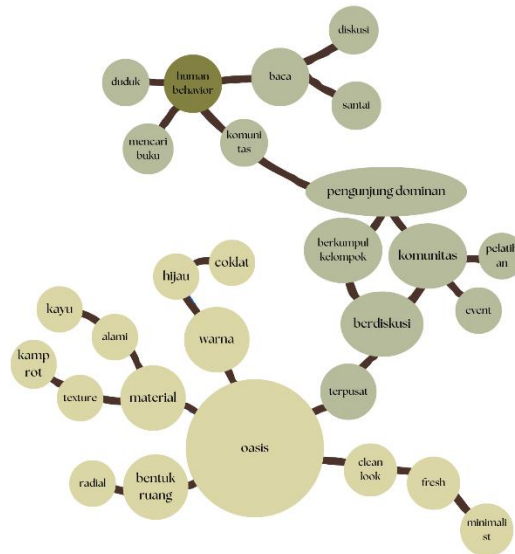 diskusi
human
behavior
baca
duduk
santai
mencari
buku
komuni
tas
pengunjung dominan
berkumpul
kelompok
komunitas
pelatih
an
event
berdiskusi
terpusat
hijau
coklat
warna
kayu
alami
kamp
rot
texture
material
oasis
radial
bentuk
ruang
clean
look
fresh
minimali
st